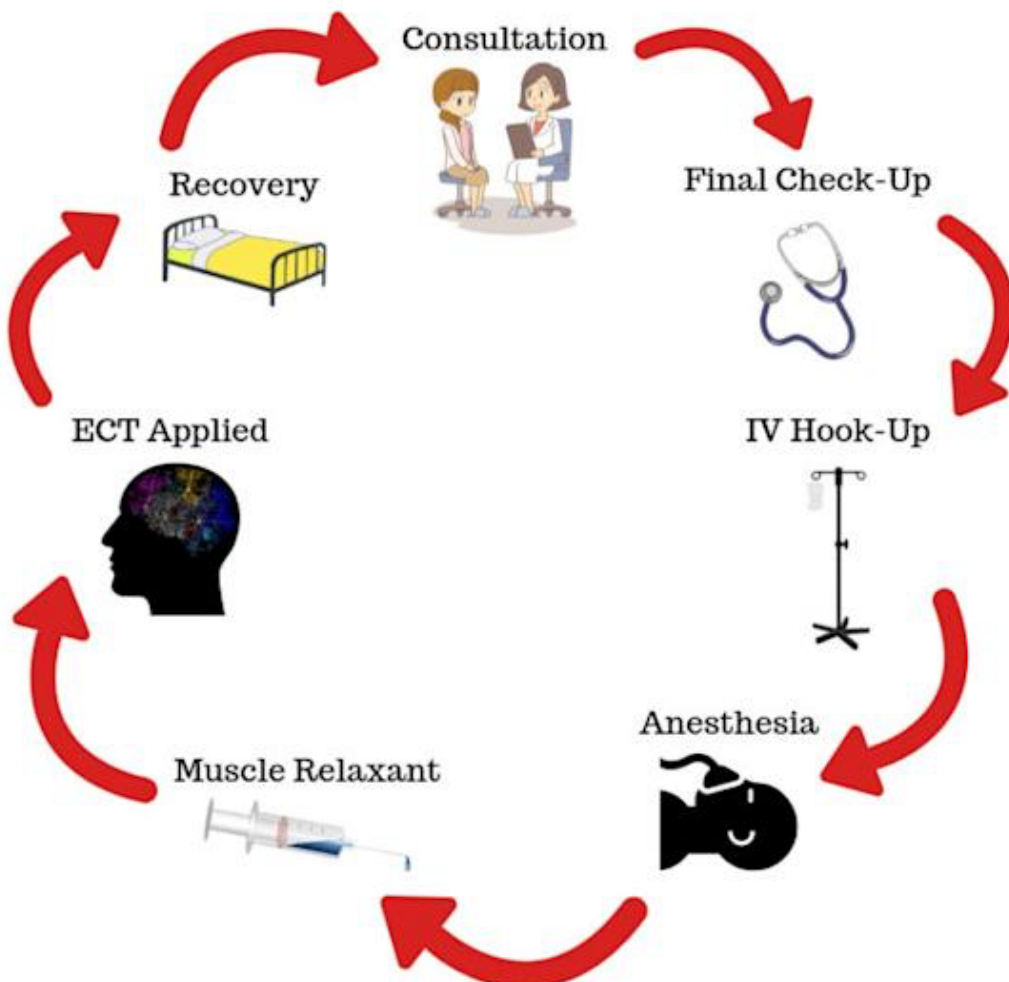 Consultation
Final Check-Up
IV Hook-Up
Anesthesia
Muscle Relaxant
ECT Applied
Recovery